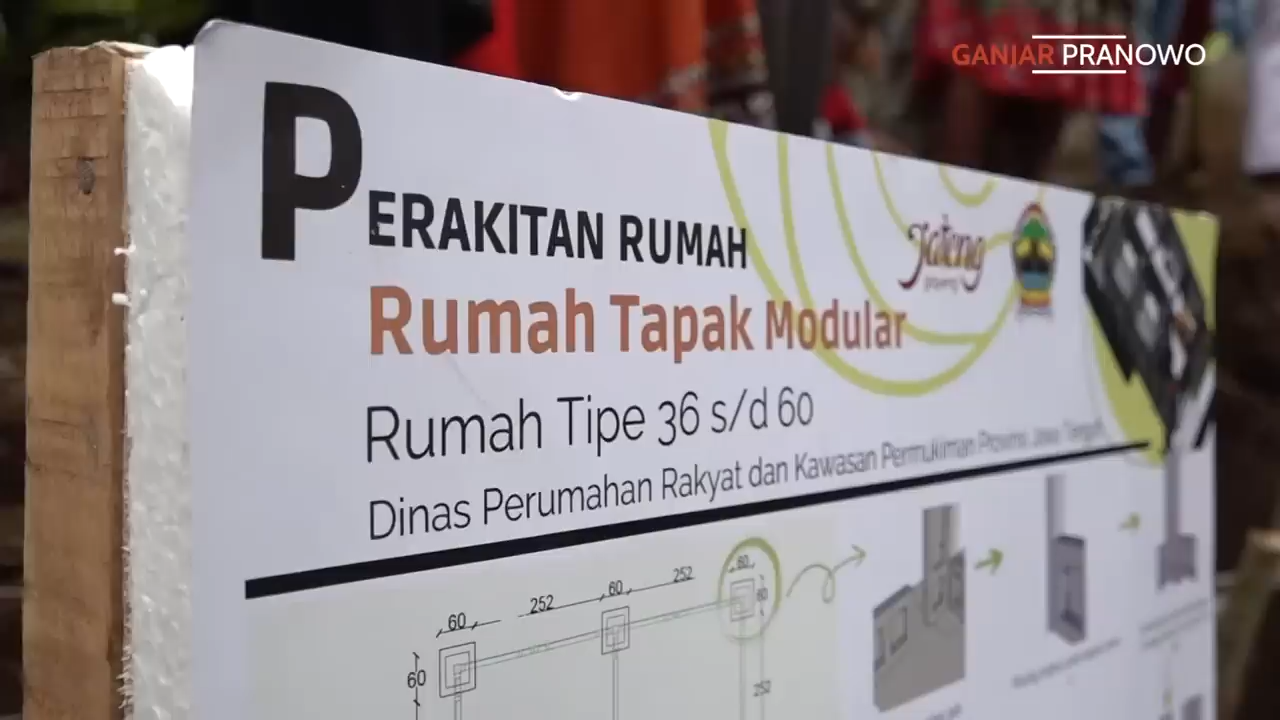 GANJAR PRANOWO
PERAKITAN RUMAH
Rumah Tapak Modular
Jateng
gayeng
Rumah Tipe 36 s/d 60
Dinas Perumahan Rakyat dan Kawasan Permukiman Provinsi Jawa Tengah
60 252 60 252 60
60
60
252